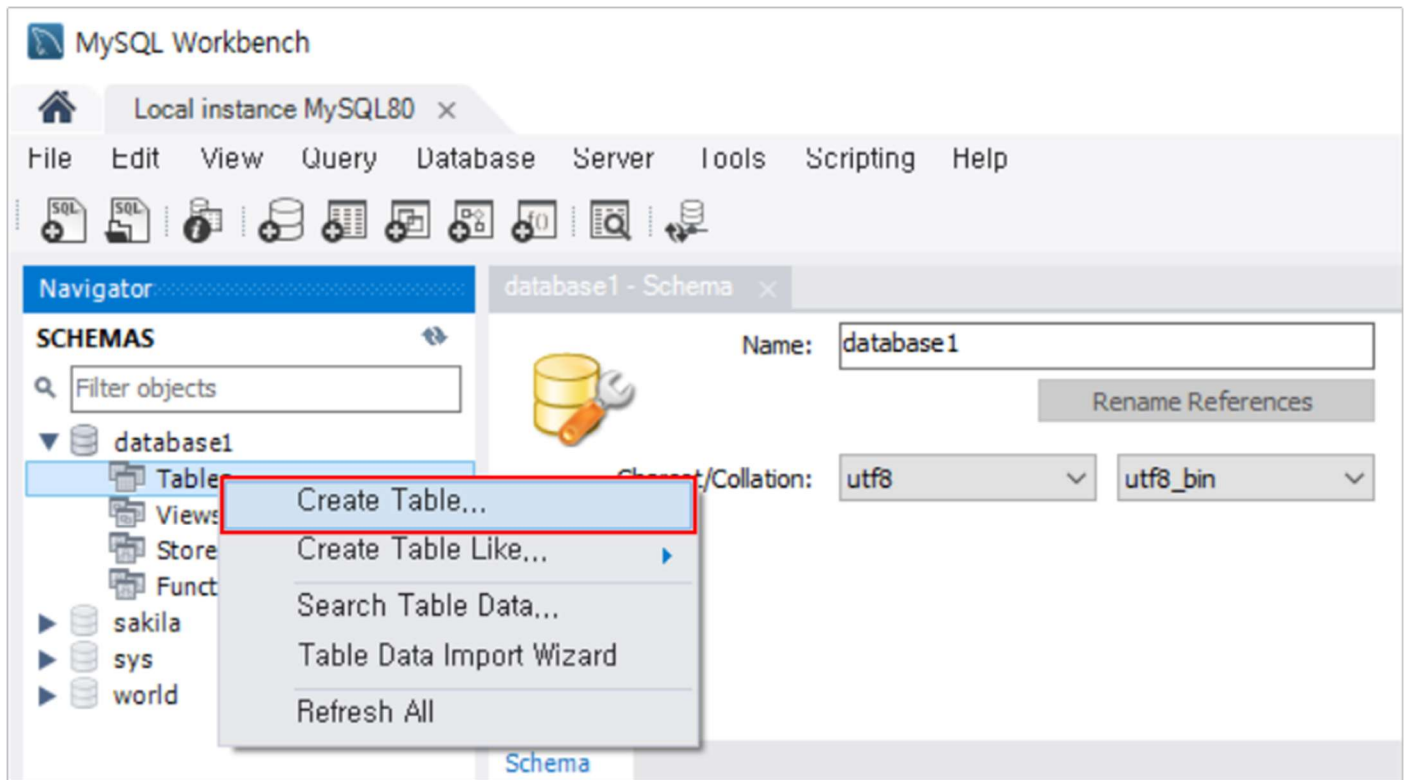 MySQL Workbench
Local instance MySQL80
File Edit View Query Database Server Tools Scripting Help
Navigator
database1 - Schema
SCHEMAS
Name: database1
Filter objects
Rename References
database1
Tables
Charset/Collation: utf8 utf8_bin
Create Table...
Views
Create Table Like...
Store
Funct
Search Table Data...
sakila
Table Data Import Wizard
sys
world
Refresh All
Schema